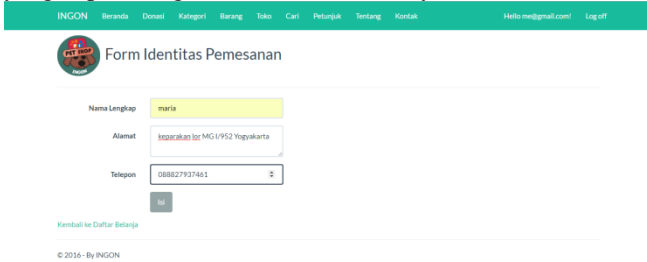 INGON Beranda Donasi Kategori Barang Toko Cari Petunjuk Tentang Kontak Hello me@gmail.com! Log off
PET SHOP
INGON
Form Identitas Pemesanan
Nama Lengkap maria
Alamat keparakan lor MG I/952 Yogyakarta
Telepon 088827937461
Isi
Kembali ke Daftar Belanja
© 2016 - By INGON